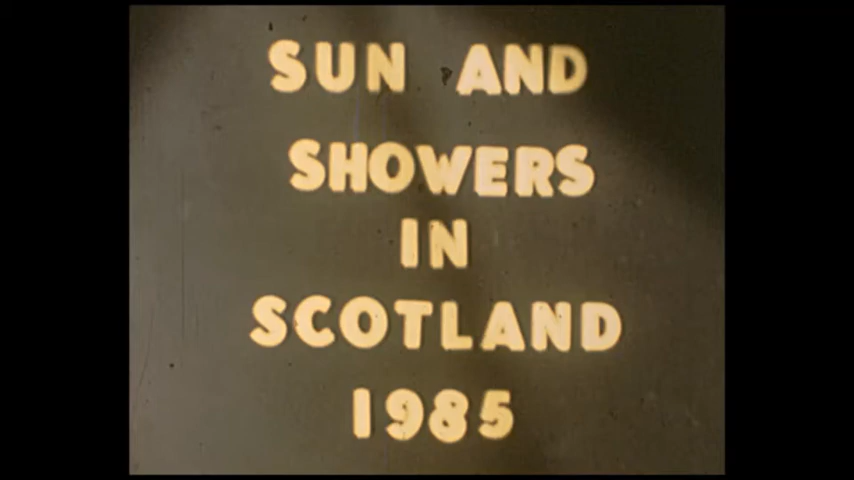 SUN AND
SHOWERS
IN
SCOTLAND
1985